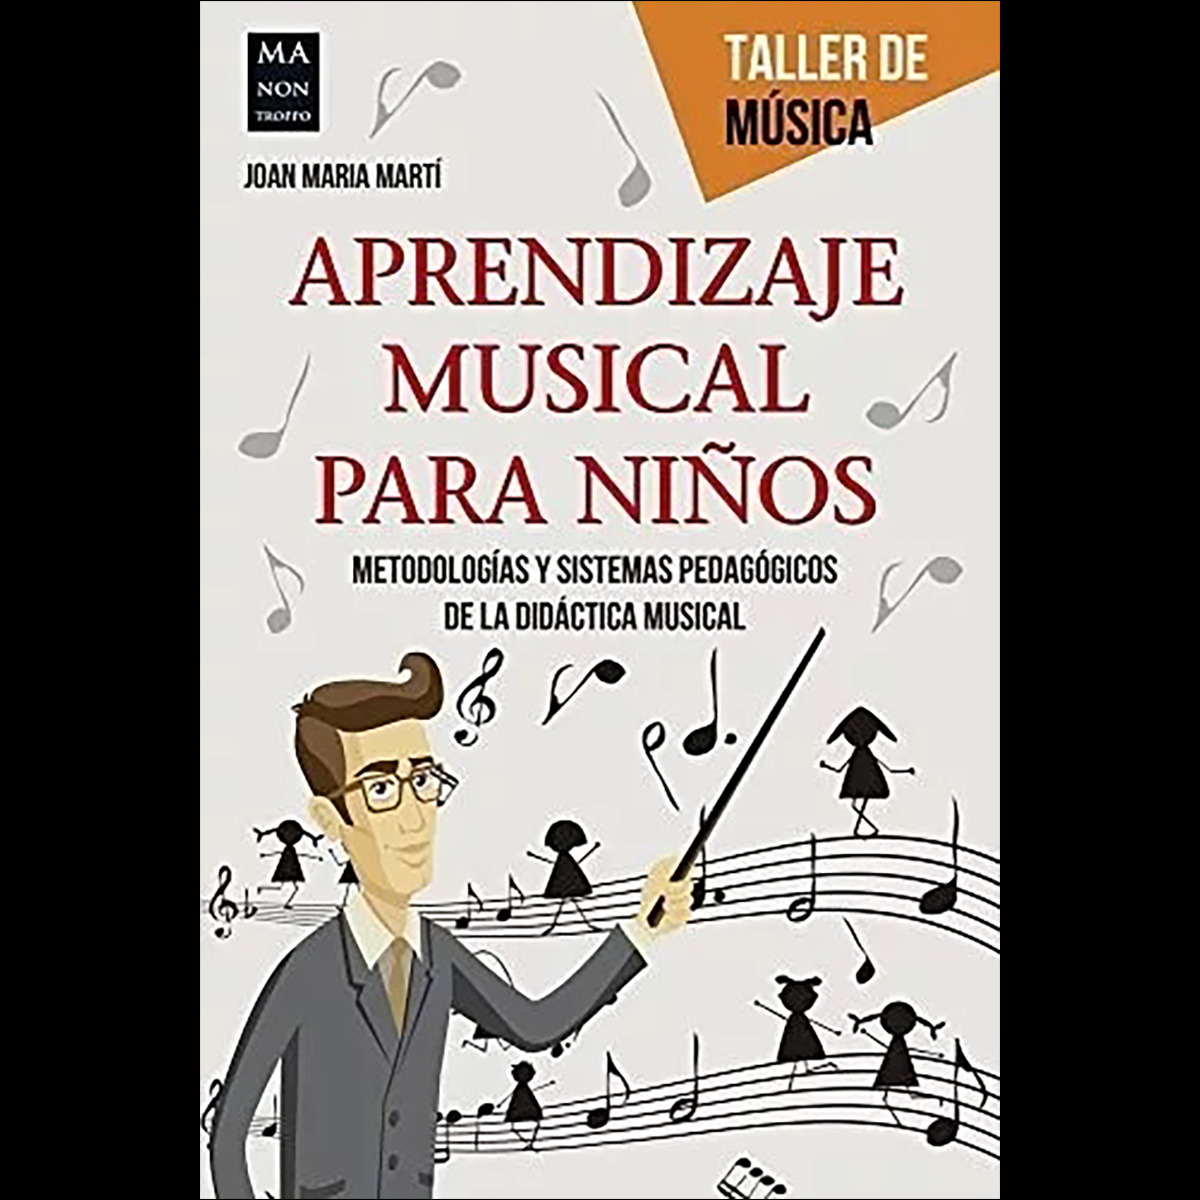 MA
NON
TROPPO
TALLER DE
MÚSICA
JOAN MARIA MARTÍ
APRENDIZAJE
MUSICAL
PARA NIÑOS
METODOLOGÍAS Y SISTEMAS PEDAGÓGICOS
DE LA DIDÁCTICA MUSICAL